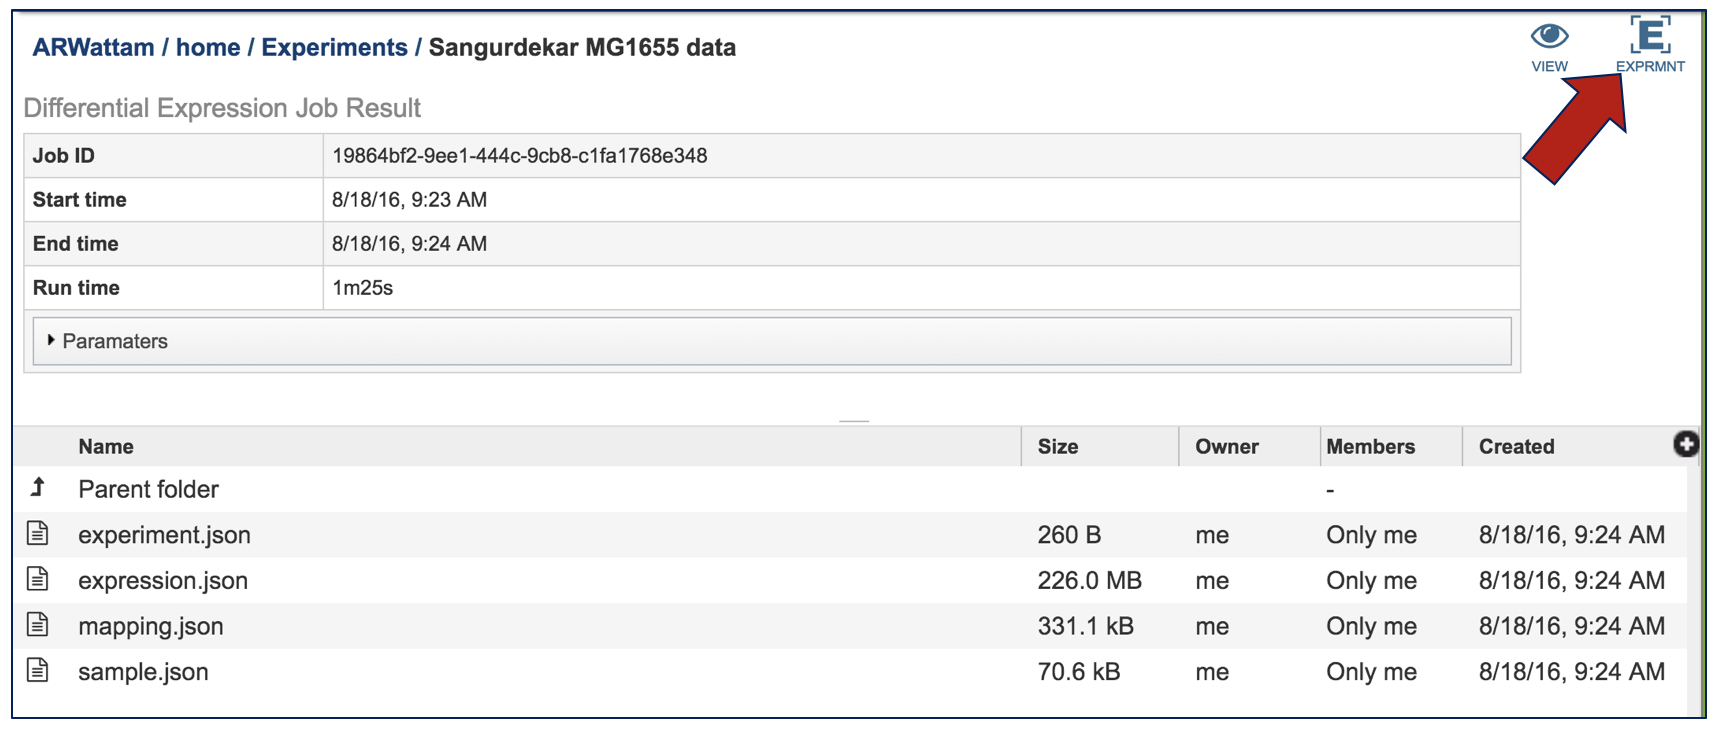 ARWattam / home / Experiments / Sangurdekar MG1655 data
VIEW
E
EXPRMNT
Differential Expression Job Result
Job ID 19864bf2-9ee1-444c-9cb8-c1fa1768e348
Start time 8/18/16, 9:23 AM
End time 8/18/16, 9:24 AM
Run time 1m25s
Paramaters
Name Size Owner Members Created
Parent folder -
experiment.json 260 B me Only me 8/18/16, 9:24 AM
expression.json 226.0 MB me Only me 8/18/16, 9:24 AM
mapping.json 331.1 kB me Only me 8/18/16, 9:24 AM
sample.json 70.6 kB me Only me 8/18/16, 9:24 AM